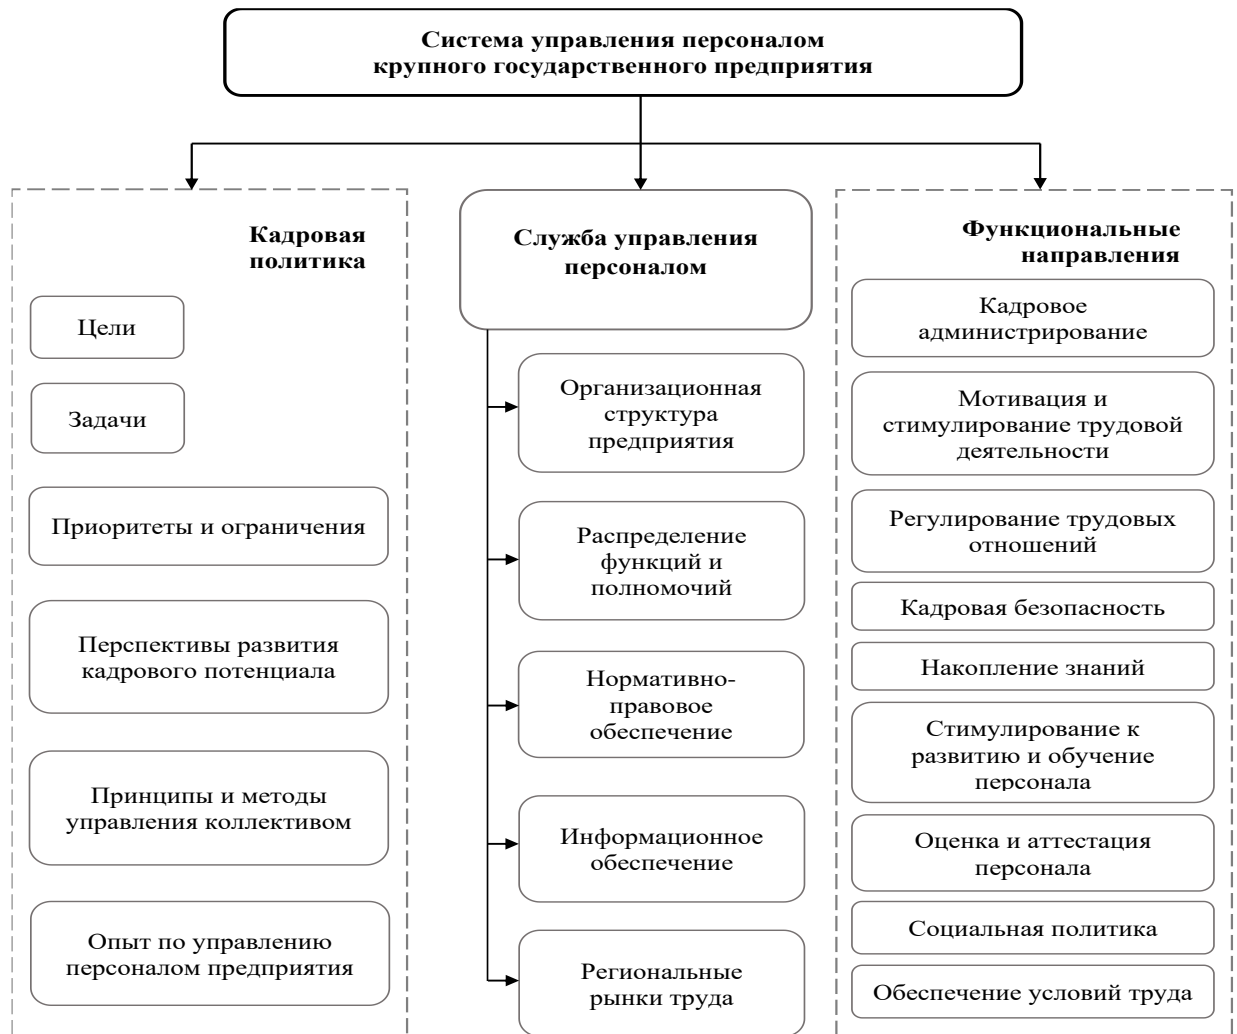 Система управления персоналом
крупного государственного предприятия
Кадровая
политика
Цели
Задачи
Приоритеты и ограничения
Перспективы развития
кадрового потенциала
Принципы и методы
управления коллективом
Опыт по управлению
персоналом предприятия
Служба управления
персоналом
Организационная
структура
предприятия
Распределение
функций и
полномочий
Нормативно-
правовое
обеспечение
Информационное
обеспечение
Региональные
рынки труда
Функциональные
направления
Кадровое
администрирование
Мотивация и
стимулирование трудовой
деятельности
Регулирование трудовых
отношений
Кадровая безопасность
Накопление знаний
Стимулирование к
развитию и обучение
персонала
Оценка и аттестация
персонала
Социальная политика
Обеспечение условий труда